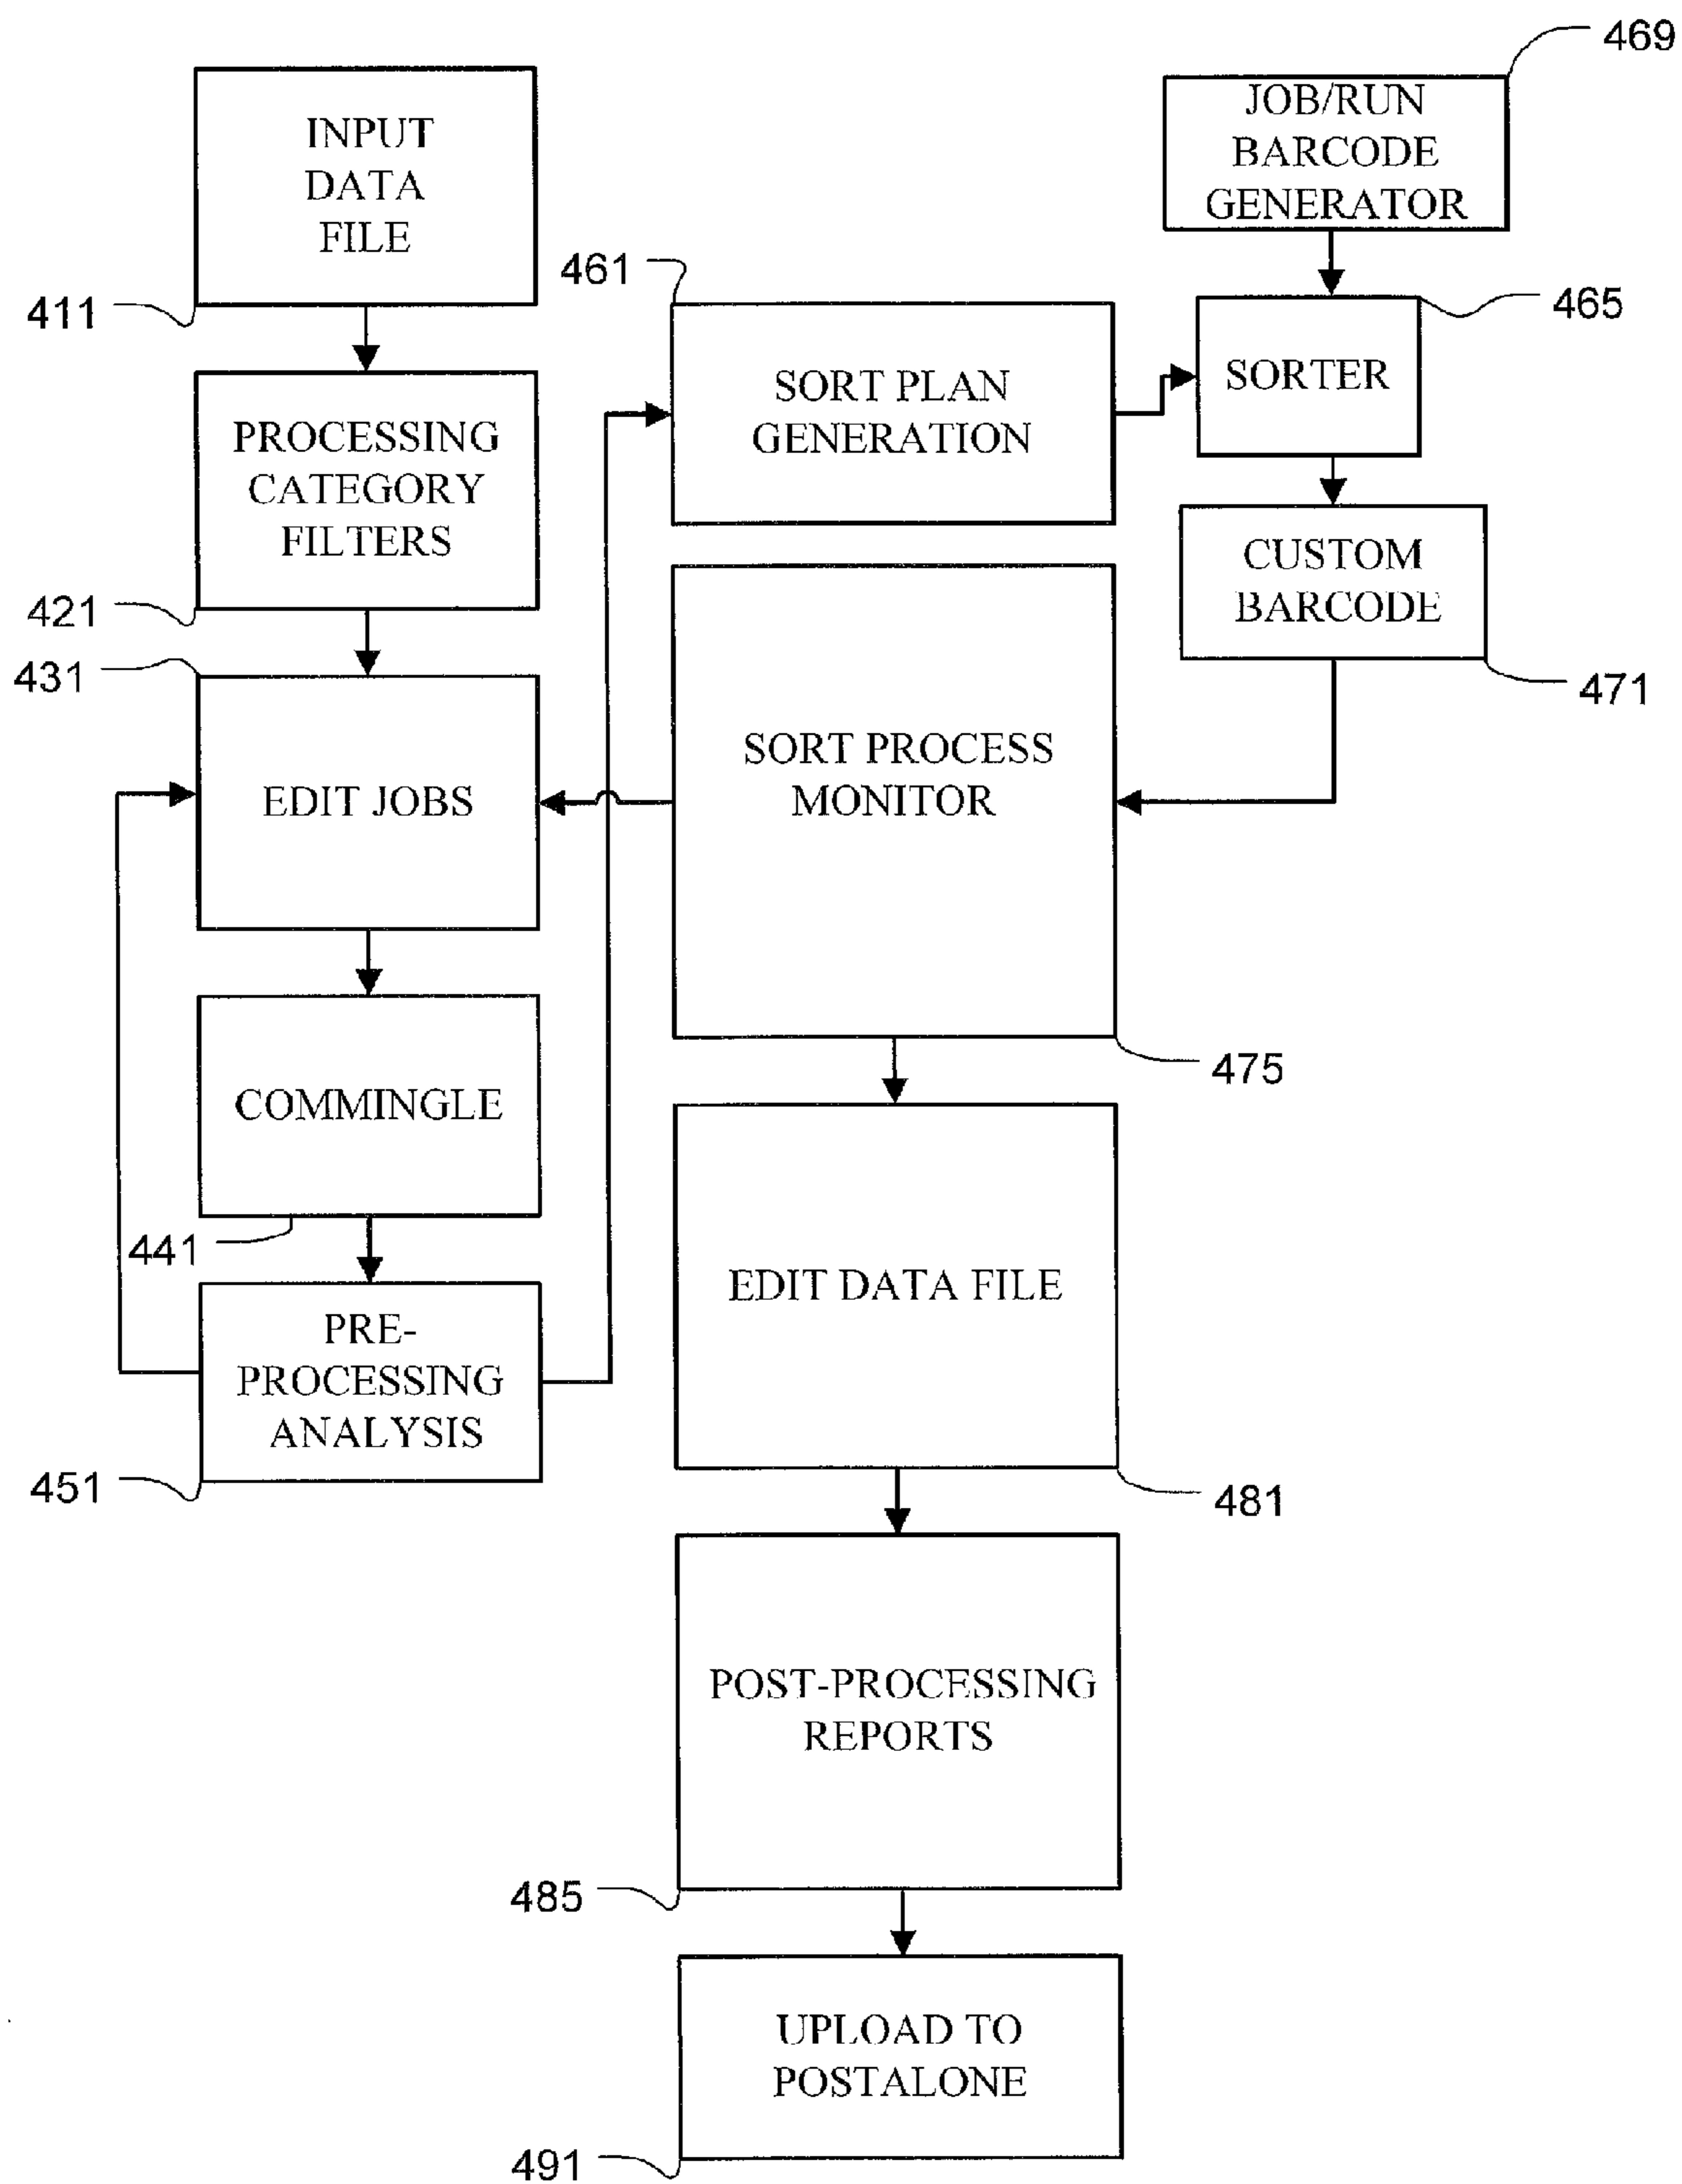 INPUT
DATA
FILE
411
PROCESSING
CATEGORY
FILTERS
421
431
EDIT JOBS
COMMINGLE
441
PRE-
PROCESSING
ANALYSIS
451
461
SORT PLAN
GENERATION
469
JOB/RUN
BARCODE
GENERATOR
465
SORTER
CUSTOM
BARCODE
471
SORT PROCESS
MONITOR
475
EDIT DATA FILE
481
POST-PROCESSING
REPORTS
485
UPLOAD TO
POSTALONE
491